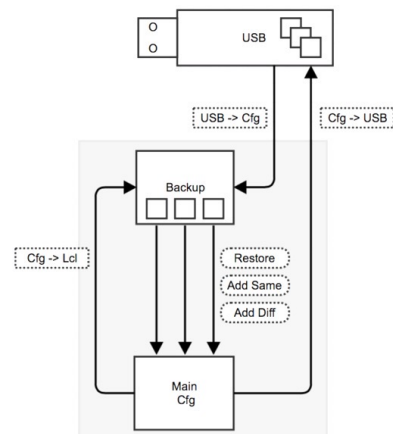 O
O
USB
USB -> Cfg
Cfg -> USB
Backup
Cfg -> Lcl
Restore
Add Same
Add Diff
Main
Cfg